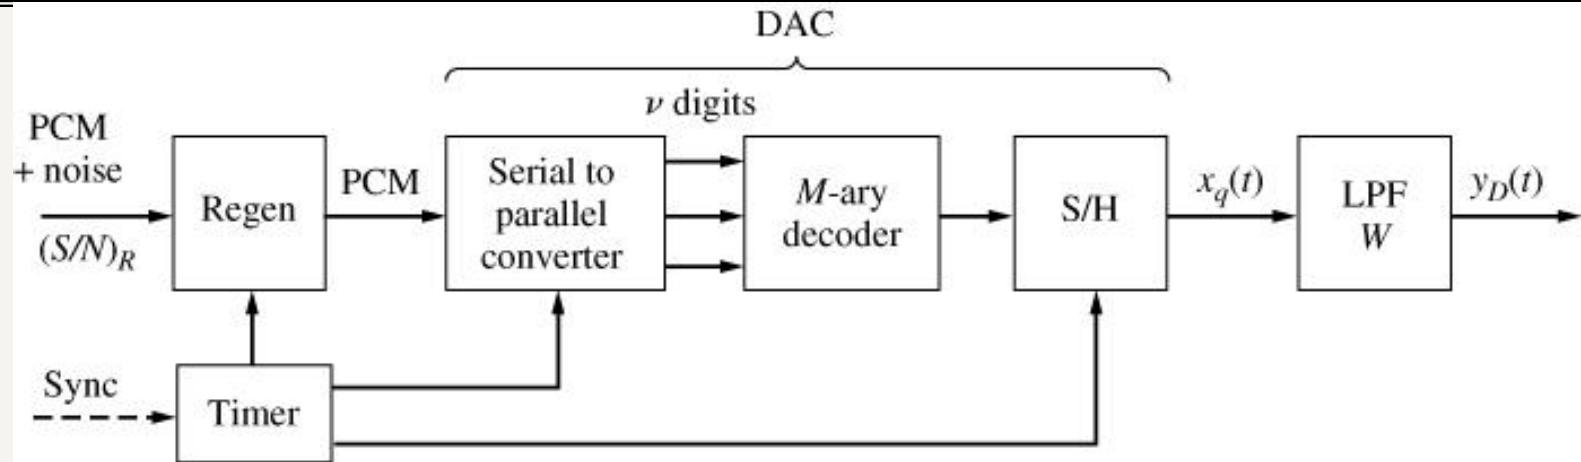 DAC
ν digits
PCM
+ noise
(S/N)R
Regen
PCM
Serial to
parallel
converter
M-ary
decoder
S/H
xq(t)
LPF
W
yD(t)
Sync
Timer